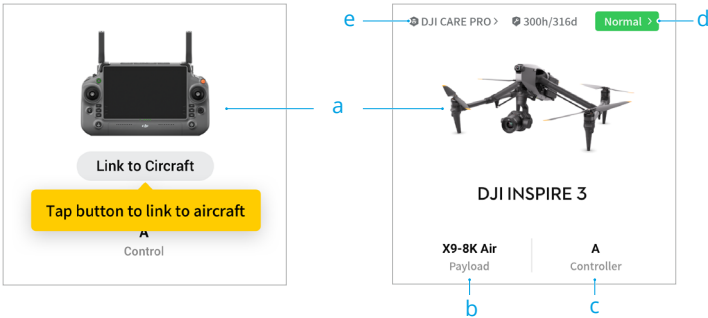 e
DJI CARE PRO >
300h/316d
Normal >
d
a
Link to Circraft
Tap button to link to aircraft
A
Control
DJI INSPIRE 3
X9-8K Air
Payload
A
Controller
b
c